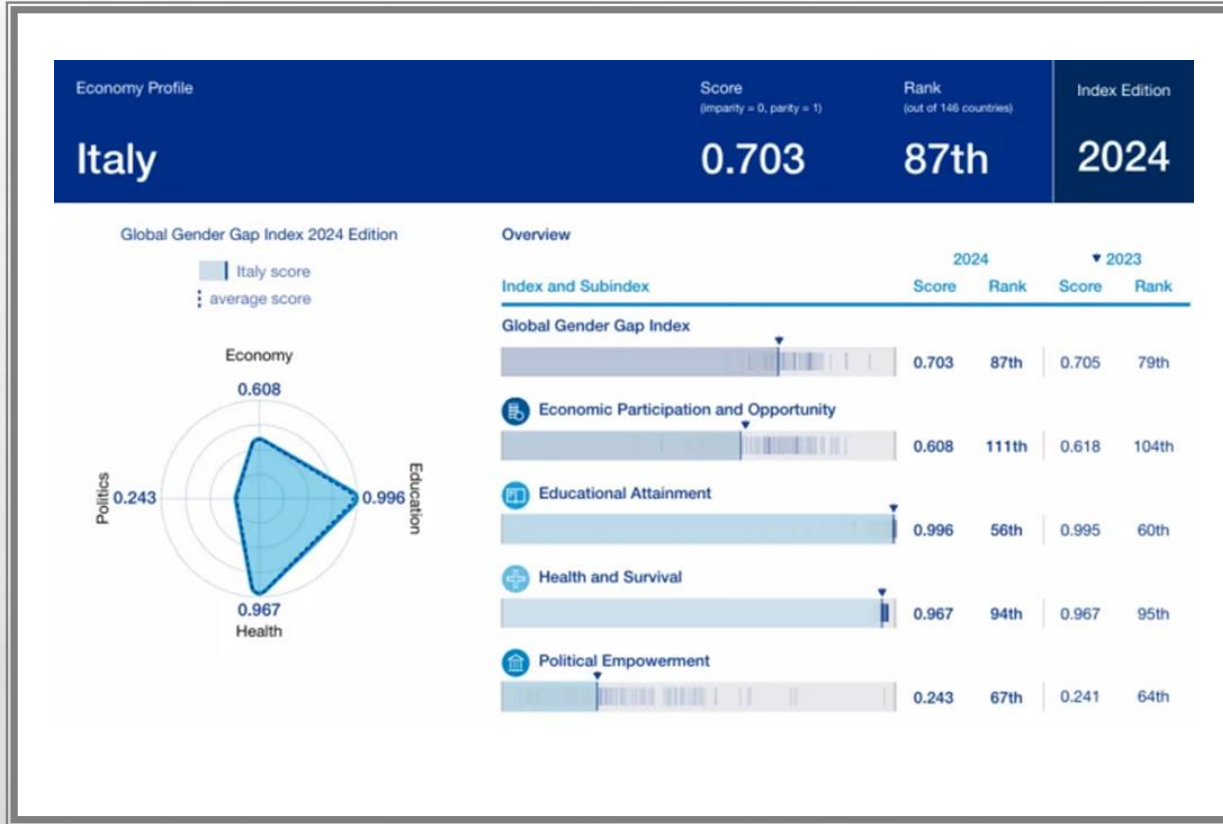 Economy Profile
Italy
Score
(imparity = 0, parity = 1)
0.703
Rank
(out of 146 countries)
87th
Index Edition
2024
Global Gender Gap Index 2024 Edition
Italy score
average score
Economy
0.608
Politics
0.243
0.996
Education
0.967
Health
Overview
2024 2023
Index and Subindex Score Rank Score Rank
Global Gender Gap Index
0.703 87th 0.705 79th
Economic Participation and Opportunity
0.608 111th 0.618 104th
Educational Attainment
0.996 56th 0.995 60th
Health and Survival
0.967 94th 0.967 95th
Political Empowerment
0.243 67th 0.241 64th